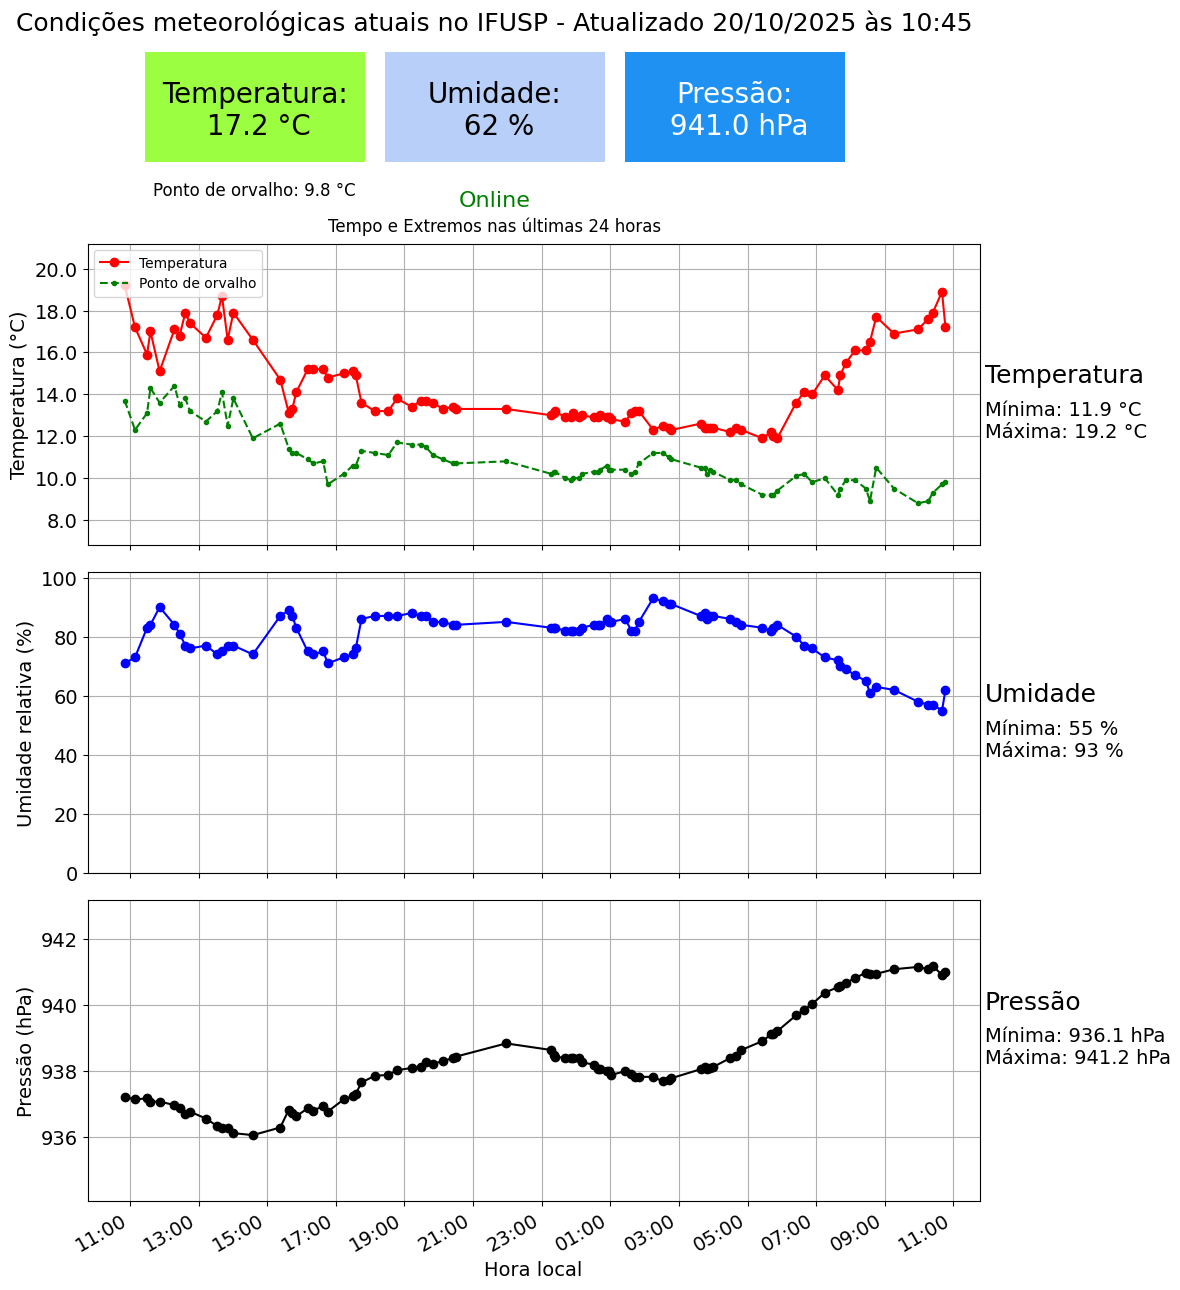 Condições meteorológicas atuais no IFUSP - Atualizado 20/10/2025 às 10:45
Temperatura:
17.2 °C
Umidade:
62 %
Pressão:
941.0 hPa
Ponto de orvalho: 9.8 °C
Online
Tempo e Extremos nas últimas 24 horas
Temperatura
Ponto de orvalho
Temperatura (°C)
20.0
18.0
16.0
14.0
12.0
10.0
8.0
Temperatura
Mínima: 11.9 °C
Máxima: 19.2 °C
Umidade relativa (%)
100
80
60
40
20
0
Umidade
Mínima: 55 %
Máxima: 93 %
Pressão (hPa)
942
940
938
936
Pressão
Mínima: 936.1 hPa
Máxima: 941.2 hPa
11:00 13:00 15:00 17:00 19:00 21:00 23:00 01:00 03:00 05:00 07:00 09:00 11:00
Hora local